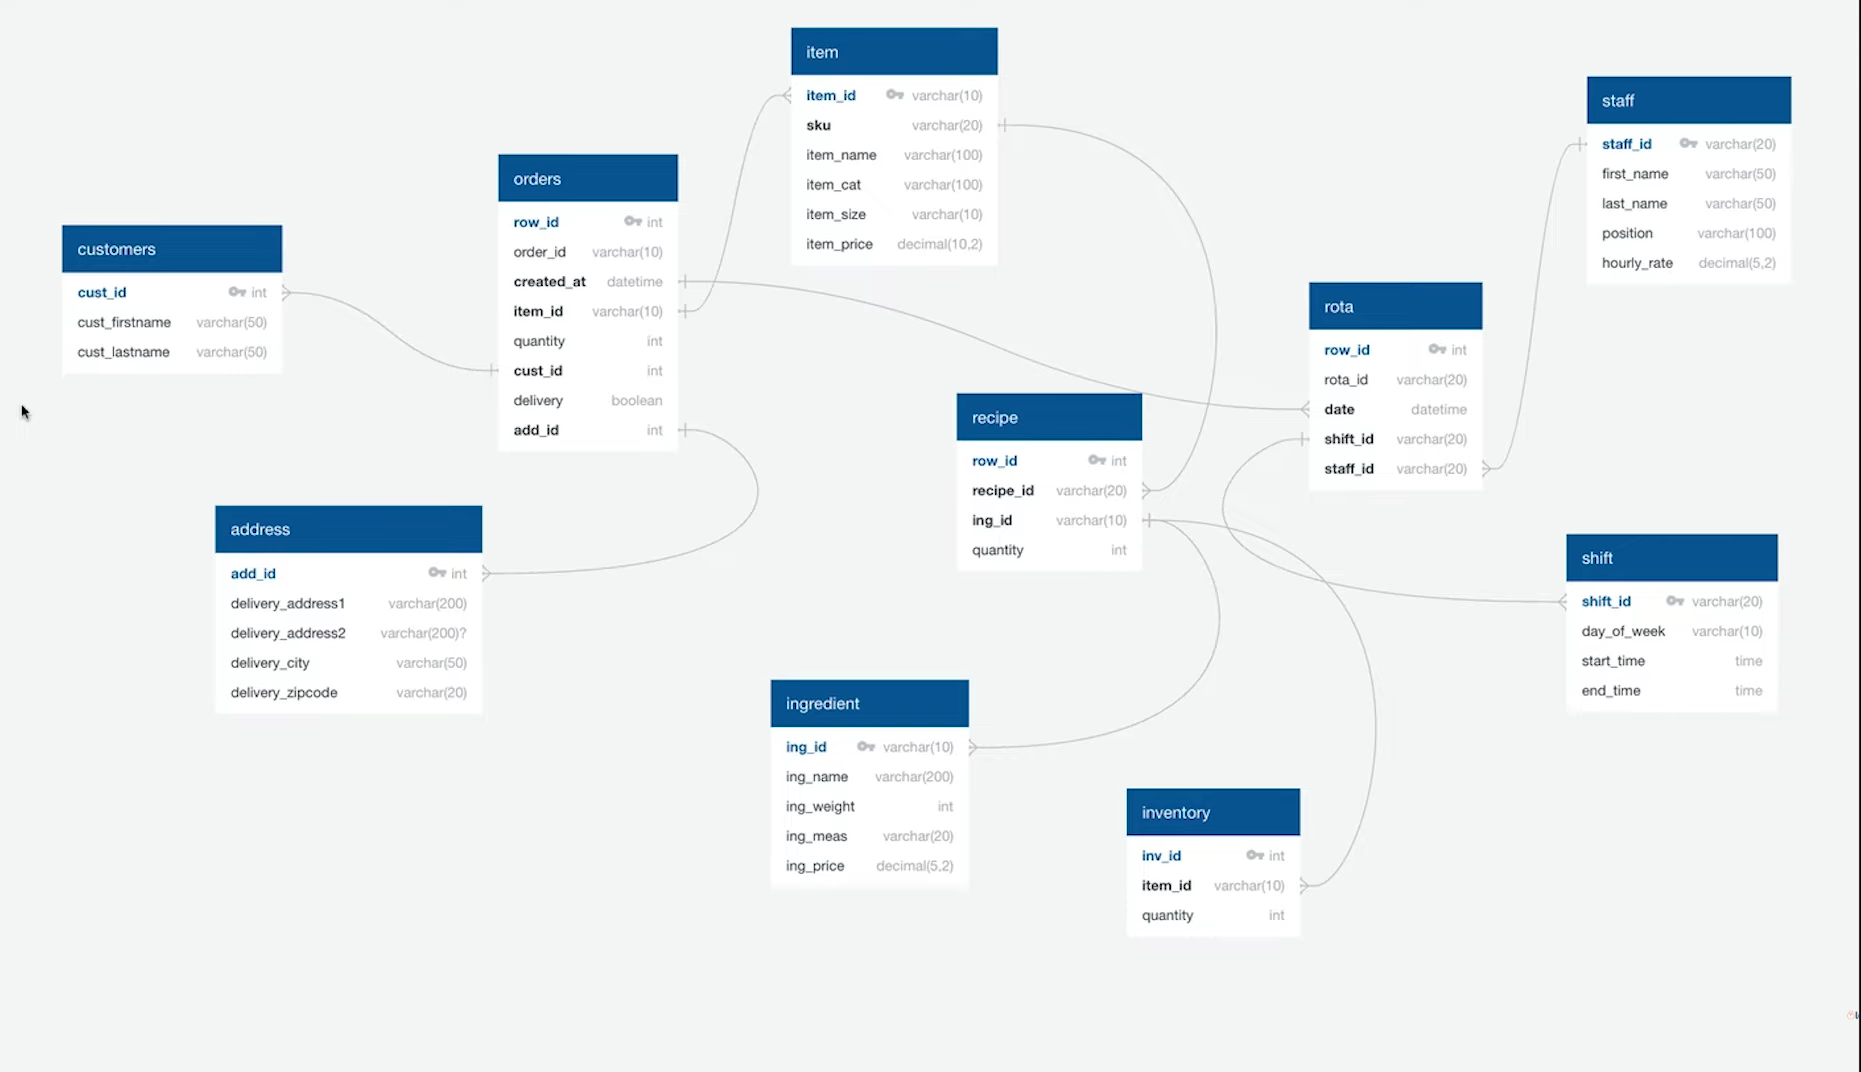 item
item_id varchar(10)
sku varchar(20)
item_name varchar(100)
item_cat varchar(100)
item_size varchar(10)
item_price decimal(10,2)
staff
staff_id varchar(20)
first_name varchar(50)
last_name varchar(50)
position varchar(100)
hourly_rate decimal(5,2)
orders
row_id int
order_id varchar(10)
created_at datetime
item_id varchar(10)
quantity int
cust_id int
delivery boolean
add_id int
customers
cust_id int
cust_firstname varchar(50)
cust_lastname varchar(50)
rota
row_id int
rota_id varchar(20)
date datetime
shift_id varchar(20)
staff_id varchar(20)
recipe
row_id int
recipe_id varchar(20)
ing_id varchar(10)
quantity int
address
add_id int
delivery_address1 varchar(200)
delivery_address2 varchar(200)?
delivery_city varchar(50)
delivery_zipcode varchar(20)
shift
shift_id varchar(20)
day_of_week varchar(10)
start_time time
end_time time
ingredient
ing_id varchar(10)
ing_name varchar(200)
ing_weight int
ing_meas varchar(20)
ing_price decimal(5,2)
inventory
inv_id int
item_id varchar(10)
quantity int